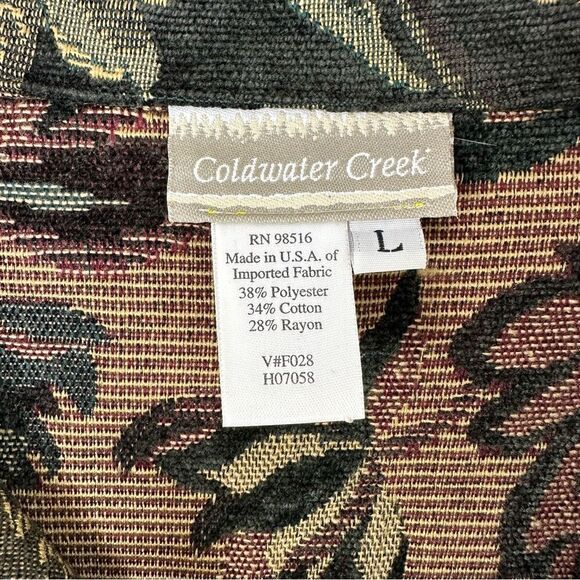 Coldwater Creek
L
RN 98516
Made in U.S.A. of
Imported Fabric
38% Polyester
34% Cotton
28% Rayon
V#F028
H07058